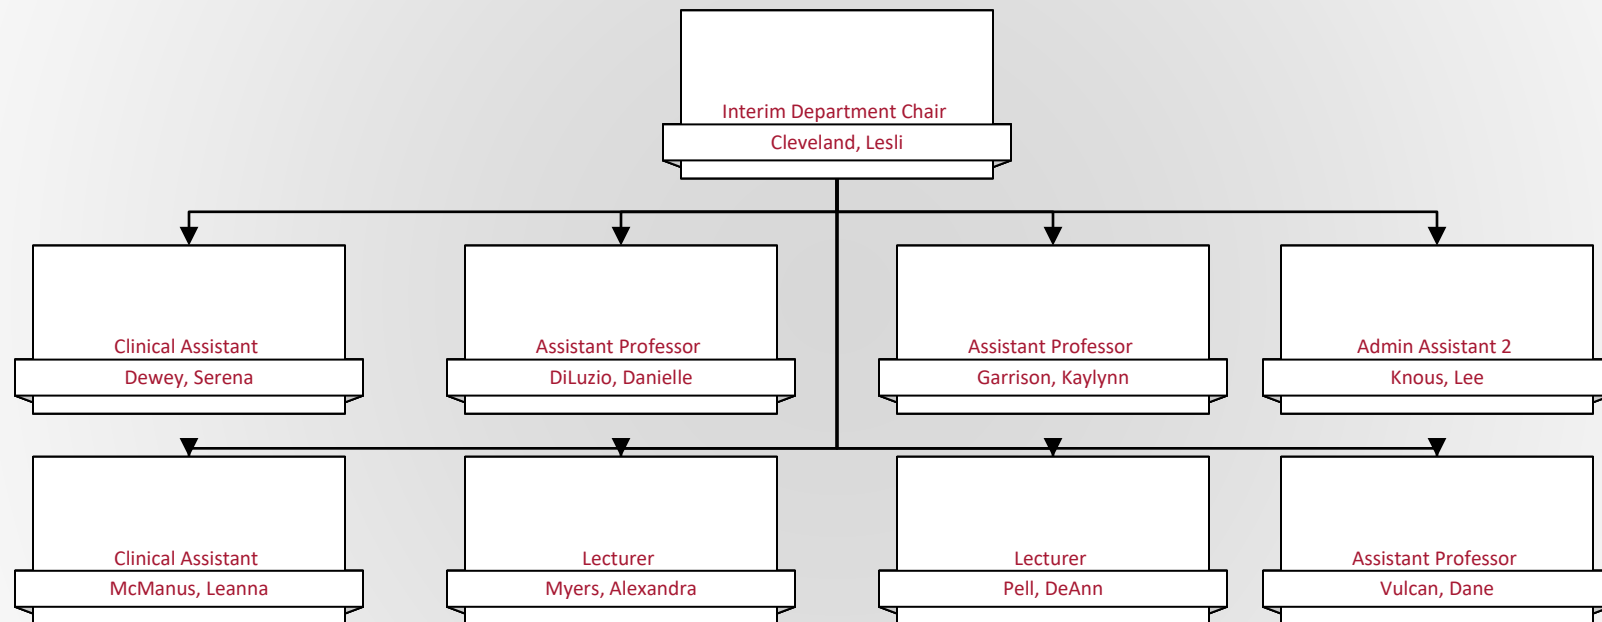 Interim Department Chair
Cleveland, Lesli
Clinical Assistant
Dewey, Serena
Assistant Professor
DiLuzio, Danielle
Assistant Professor
Garrison, Kaylynn
Admin Assistant 2
Knous, Lee
Clinical Assistant
McManus, Leanna
Lecturer
Myers, Alexandra
Lecturer
Pell, DeAnn
Assistant Professor
Vulcan, Dane